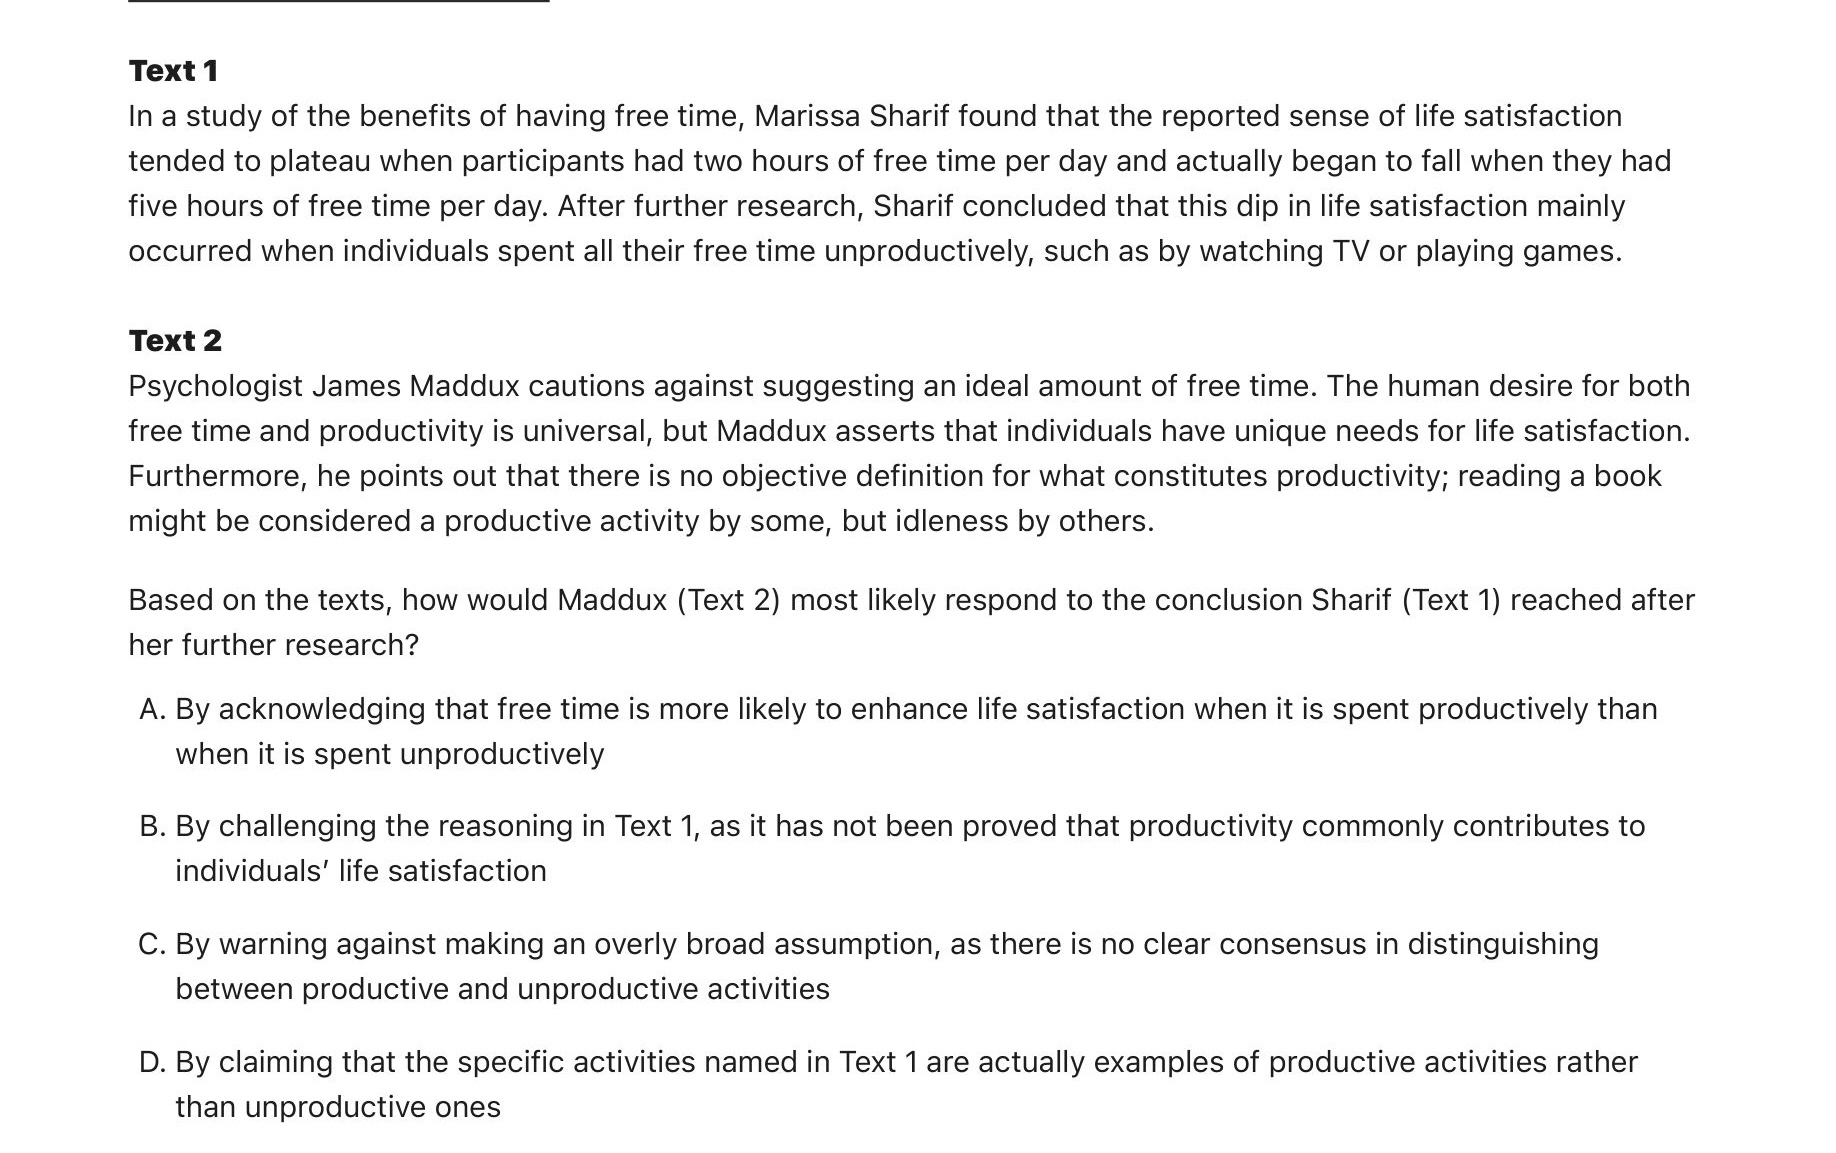 Text 1
In a study of the benefits of having free time, Marissa Sharif found that the reported sense of life satisfaction
tended to plateau when participants had two hours of free time per day and actually began to fall when they had
five hours of free time per day. After further research, Sharif concluded that this dip in life satisfaction mainly
occurred when individuals spent all their free time unproductively, such as by watching TV or playing games.
Text 2
Psychologist James Maddux cautions against suggesting an ideal amount of free time. The human desire for both
free time and productivity is universal, but Maddux asserts that individuals have unique needs for life satisfaction.
Furthermore, he points out that there is no objective definition for what constitutes productivity; reading a book
might be considered a productive activity by some, but idleness by others.
Based on the texts, how would Maddux (Text 2) most likely respond to the conclusion Sharif (Text 1) reached after
her further research?
A. By acknowledging that free time is more likely to enhance life satisfaction when it is spent productively than
when it is spent unproductively
B. By challenging the reasoning in Text 1, as it has not been proved that productivity commonly contributes to
individuals’ life satisfaction
C. By warning against making an overly broad assumption, as there is no clear consensus in distinguishing
between productive and unproductive activities
D. By claiming that the specific activities named in Text 1 are actually examples of productive activities rather
than unproductive ones